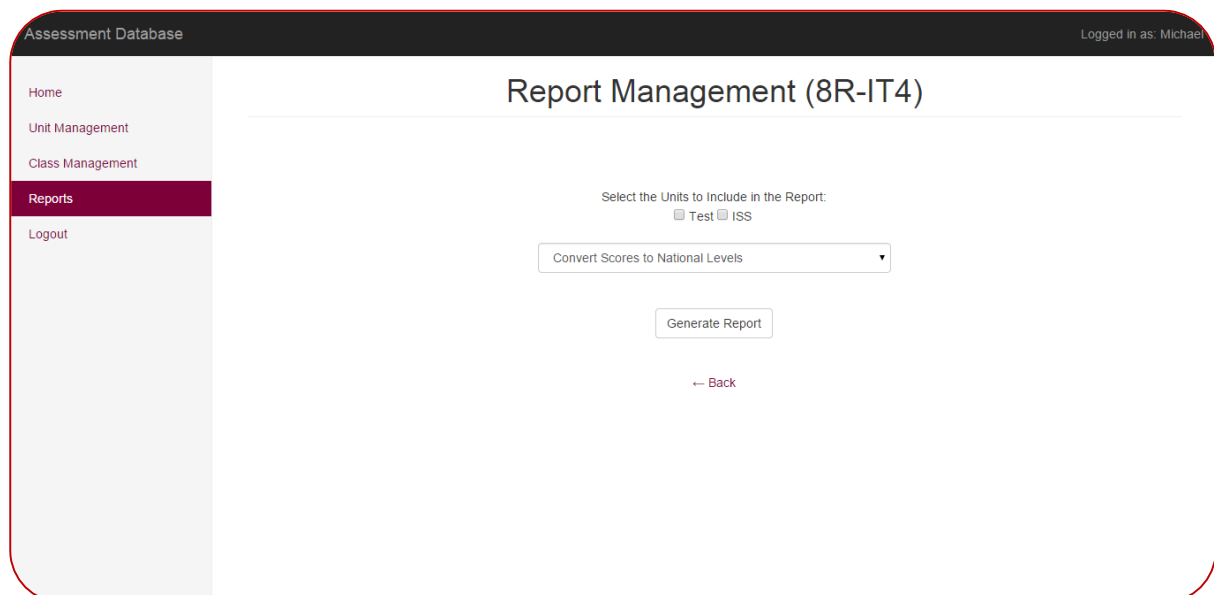 Assessment Database
Logged in as: Michael
Home
Unit Management
Class Management
Reports
Logout
Report Management (8R-IT4)
Select the Units to Include in the Report:
Test ISS
Convert Scores to National Levels
Generate Report
← Back